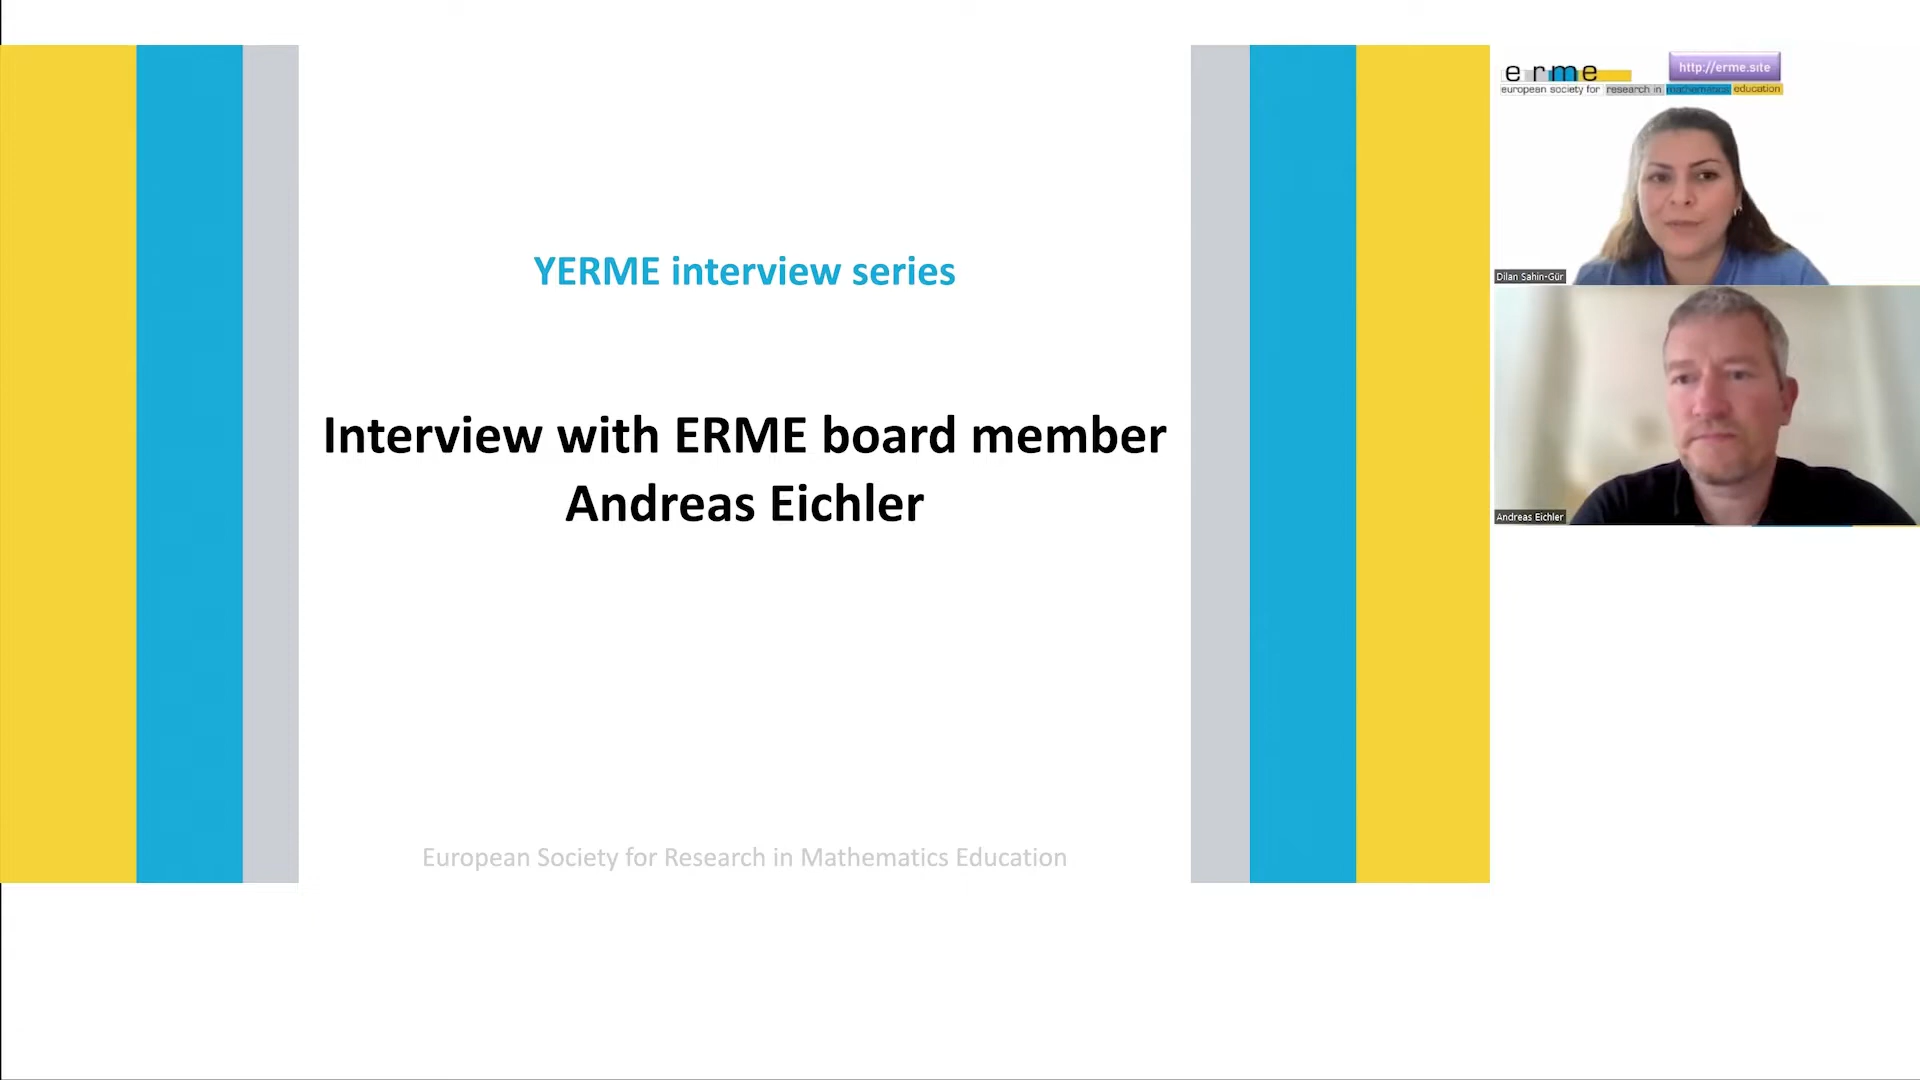 YERME interview series
Interview with ERME board member
Andreas Eichler
European Society for Research in Mathematics Education
erme
http://erme.site
european society for research in mathematics education
Dilan Sahin-Gür
Andreas Eichler